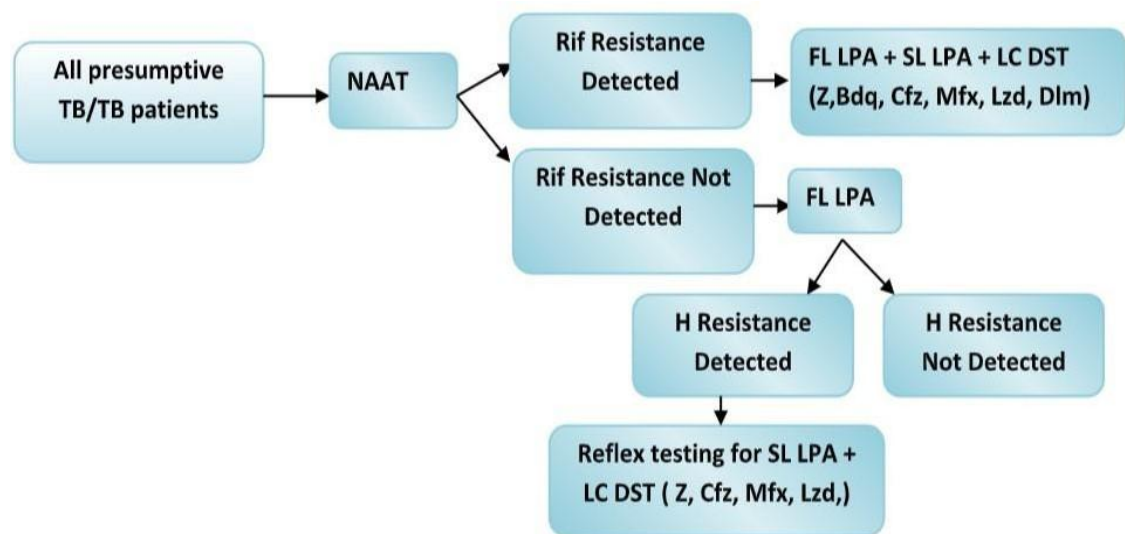 All presumptive
TB/TB patients
NAAT
Rif Resistance
Detected
FL LPA + SL LPA + LC DST
(Z,Bdq, Cfz, Mfx, Lzd, Dlm)
Rif Resistance Not
Detected
FL LPA
H Resistance
Detected
H Resistance
Not Detected
Reflex testing for SL LPA +
LC DST ( Z, Cfz, Mfx, Lzd,)